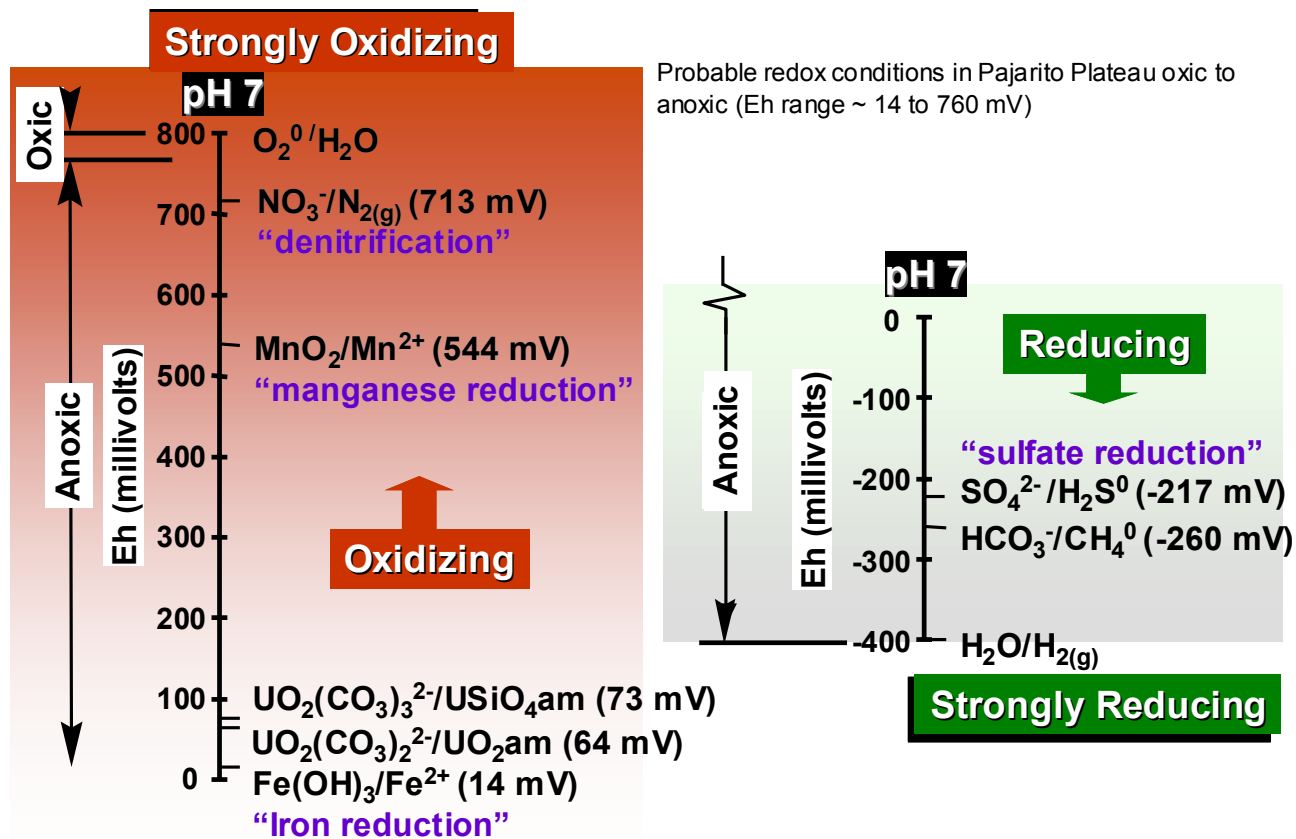 Strongly Oxidizing
Probable redox conditions in Pajarito Plateau oxic to
anoxic (Eh range ~ 14 to 760 mV)
pH 7
Oxic
Anoxic
Eh (millivolts)
800
O₂⁰ᐟH₂O
NO₃⁻/N₂₍g₎ (713 mV)
700
“denitrification”
600
MnO₂/Mn²⁺ (544 mV)
500
“manganese reduction”
400
300
Oxidizing
200
100
UO₂(CO₃)₃²⁻/USiO₄am (73 mV)
UO₂(CO₃)₂²⁻/UO₂am (64 mV)
0
Fe(OH)₃/Fe²⁺ (14 mV)
“Iron reduction”
pH 7
Anoxic
Eh (millivolts)
0
Reducing
-100
“sulfate reduction”
-200
SO₄²⁻/H₂S⁰ (-217 mV)
HCO₃⁻/CH₄⁰ (-260 mV)
-300
-400
H₂O/H₂₍g₎
Strongly Reducing